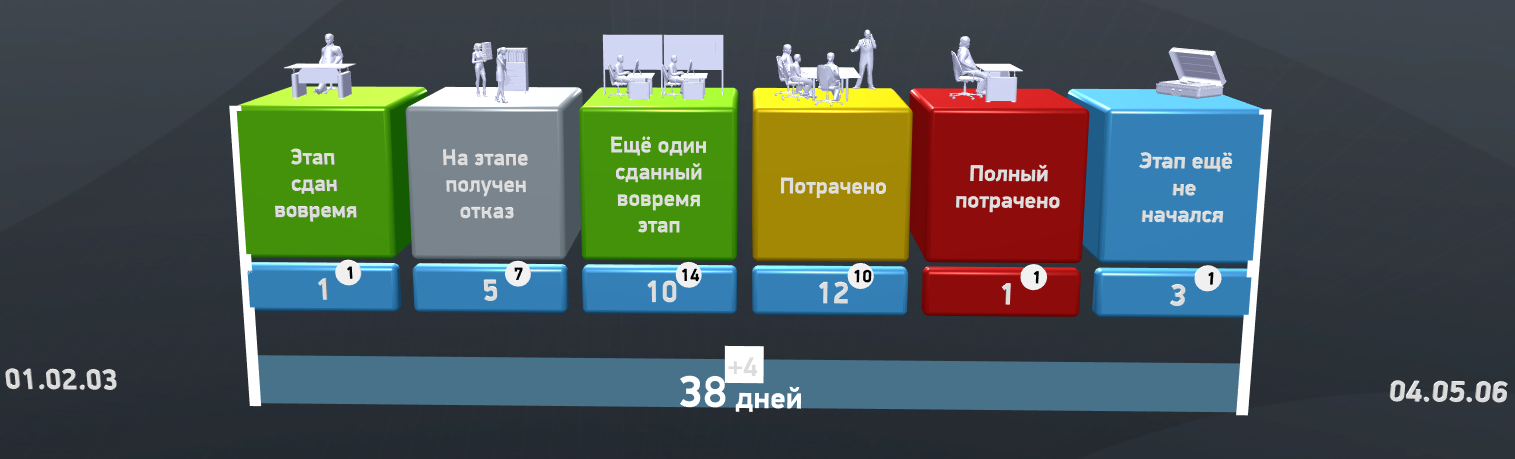 Этап
сдан
вовремя
На этапе
получен
отказ
Ещё один
сданный
вовремя
этап
Потрачено
Полный
потрачено
Этап ещё
не
начался
1 1
5 7
10 14
12 10
1 1
3 1
+4
38 дней
01.02.03
04.05.06